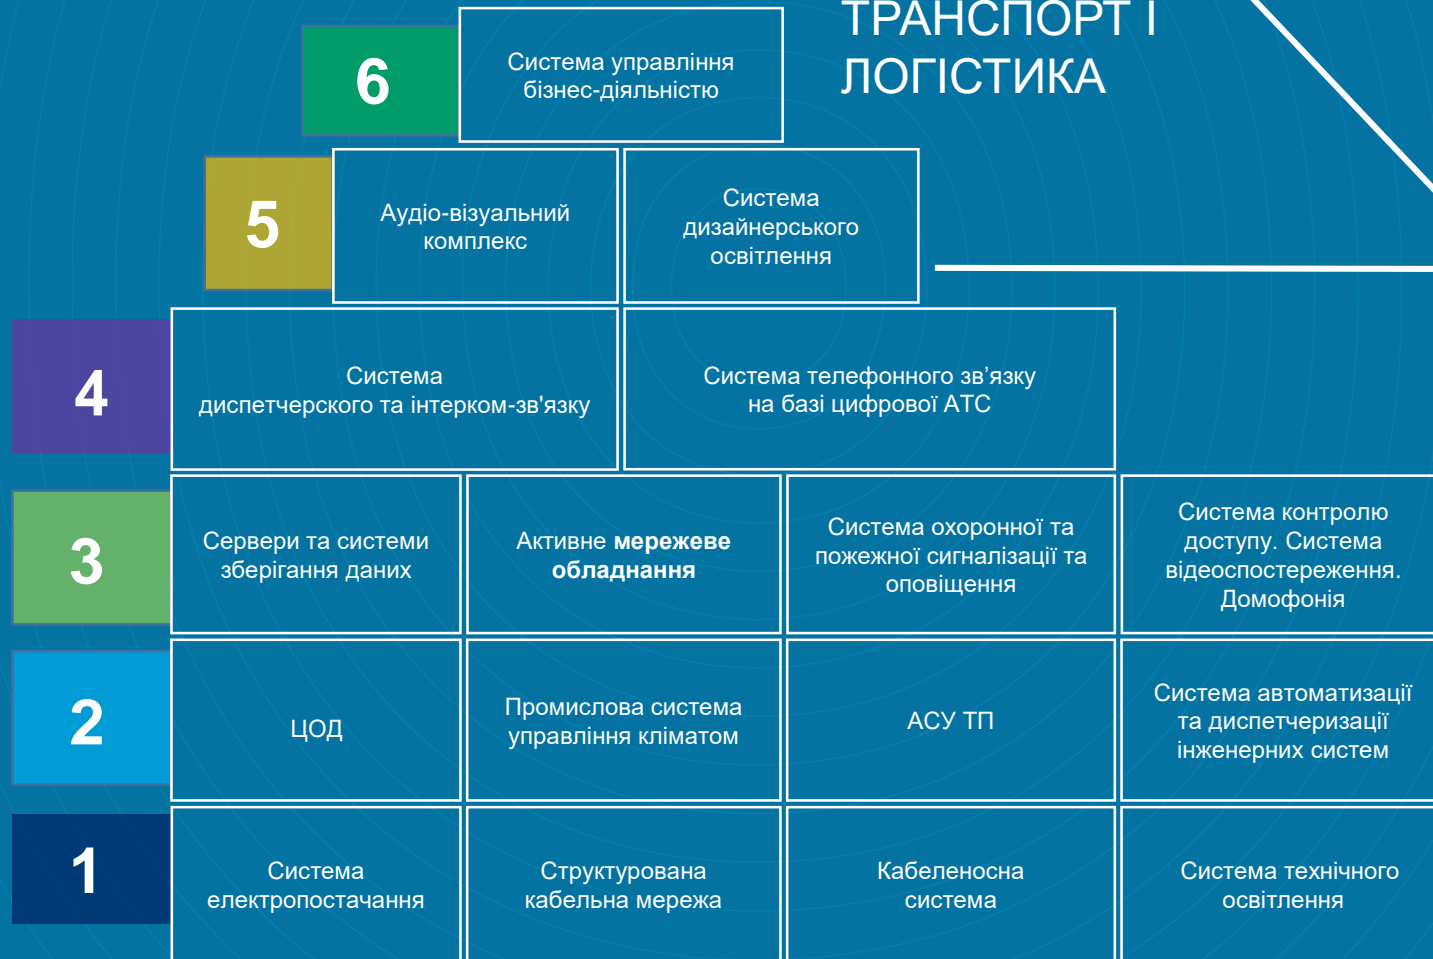 ТРАНСПОРТ І
ЛОГІСТИКА
6
Система управління
бізнес-діяльністю
5
Аудіо-візуальний
комплекс
Система
дизайнерського
освітлення
4
Система
диспетчерского та інтерком-зв'язку
Система телефонного зв’язку
на базі цифрової АТС
3
Сервери та системи
зберігання даних
Активне мережеве
обладнання
Система охоронної та
пожежної сигналізації та
оповіщення
Система контролю
доступу. Система
відеоспостереження.
Домофонія
2
ЦОД
Промислова система
управління кліматом
АСУ ТП
Система автоматизації
та диспетчеризації
інженерних систем
1
Система
електропостачання
Структурована
кабельна мережа
Кабеленосна
система
Система технічного
освітлення